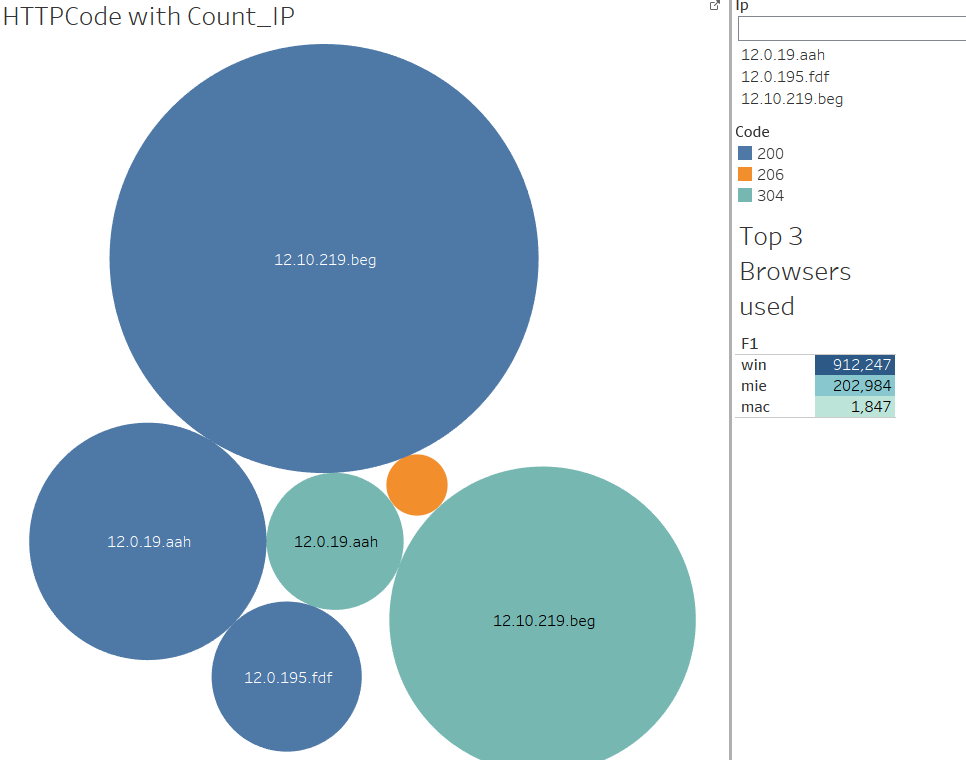 HTTPCode with Count_IP
12.10.219.beg
12.0.19.aah
12.0.19.aah
12.10.219.beg
12.0.195.fdf
Ip
12.0.19.aah
12.0.195.fdf
12.10.219.beg
Code
200
206
304
Top 3
Browsers
used
F1
win 912,247
mie 202,984
mac 1,847